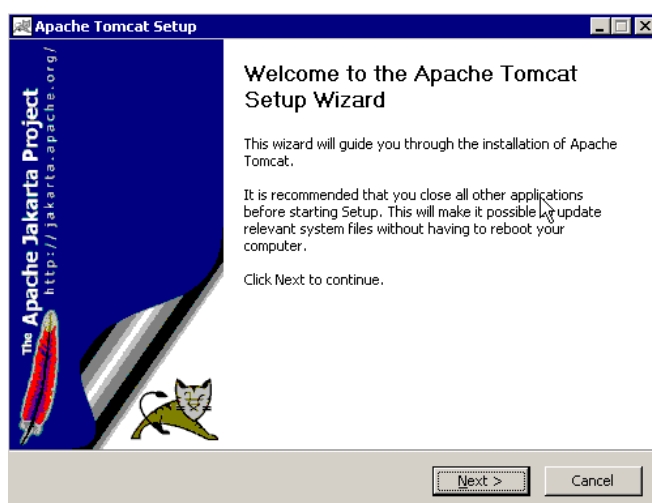 Apache Tomcat Setup
The Apache Jakarta Project
http://jakarta.apache.org/
Welcome to the Apache Tomcat
Setup Wizard
This wizard will guide you through the installation of Apache
Tomcat.
It is recommended that you close all other applications
before starting Setup. This will make it possible to update
relevant system files without having to reboot your
computer.
Click Next to continue.
Next >
Cancel